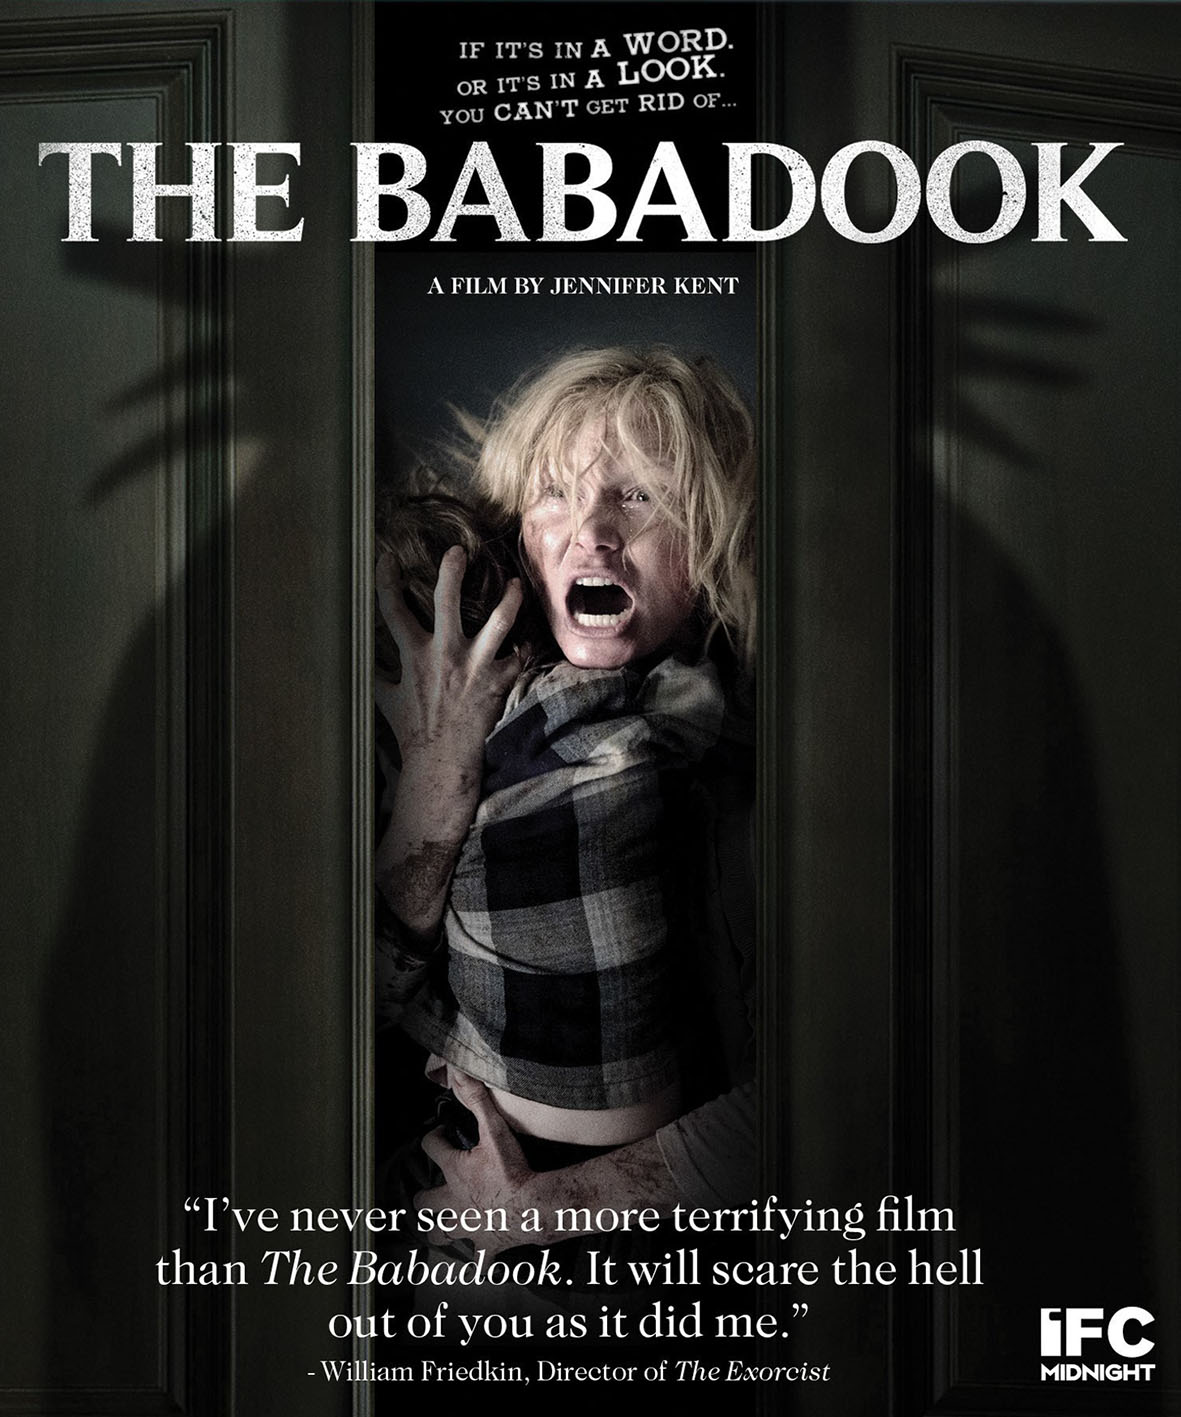 IF IT'S IN A WORD.
OR IT'S IN A LOOK.
YOU CAN'T GET RID OF...
THE BABADOOK
A FILM BY JENNIFER KENT
“I’ve never seen a more terrifying film
than The Babadook. It will scare the hell
out of you as it did me.”
- William Friedkin, Director of The Exorcist
iFC
MIDNIGHT